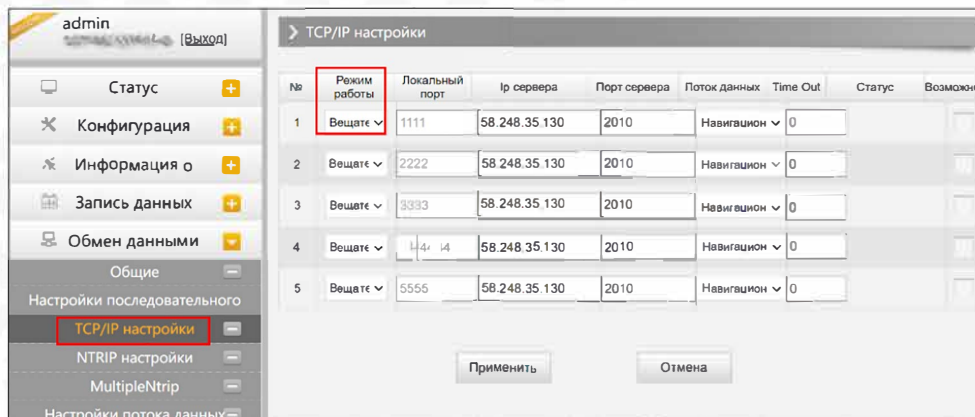 admin
[Выход]
Статус
Конфигурация
Информация о
Запись данных
Обмен данными
Общие
Настройки последовательного
TCP/IP настройки
NTRIP настройки
MultipleNtrip
Настройки потока данных
TCP/IP настройки
№ Режим работы Локальный порт Ip сервера Порт сервера Поток данных Time Out Статус Возможн
1 Вещате 1111 58.248.35.130 2010 Навигацион 0
2 Вещате 2222 58.248.35.130 2010 Навигацион 0
3 Вещате 3333 58.248.35.130 2010 Навигацион 0
4 Вещате 58.248.35.130 2010 Навигацион 0
5 Вещате 5555 58.248.35.130 2010 Навигацион 0
Применить Отмена